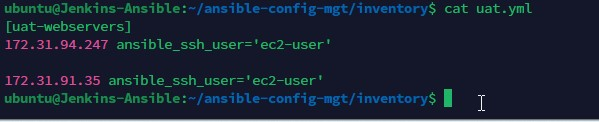 ubuntu@Jenkins-Ansible:~/ansible-config-mgt/inventory$ cat uat.yml
[uat-webservers]
172.31.94.247 ansible_ssh_user='ec2-user'
172.31.91.35 ansible_ssh_user='ec2-user'
ubuntu@Jenkins-Ansible:~/ansible-config-mgt/inventory$